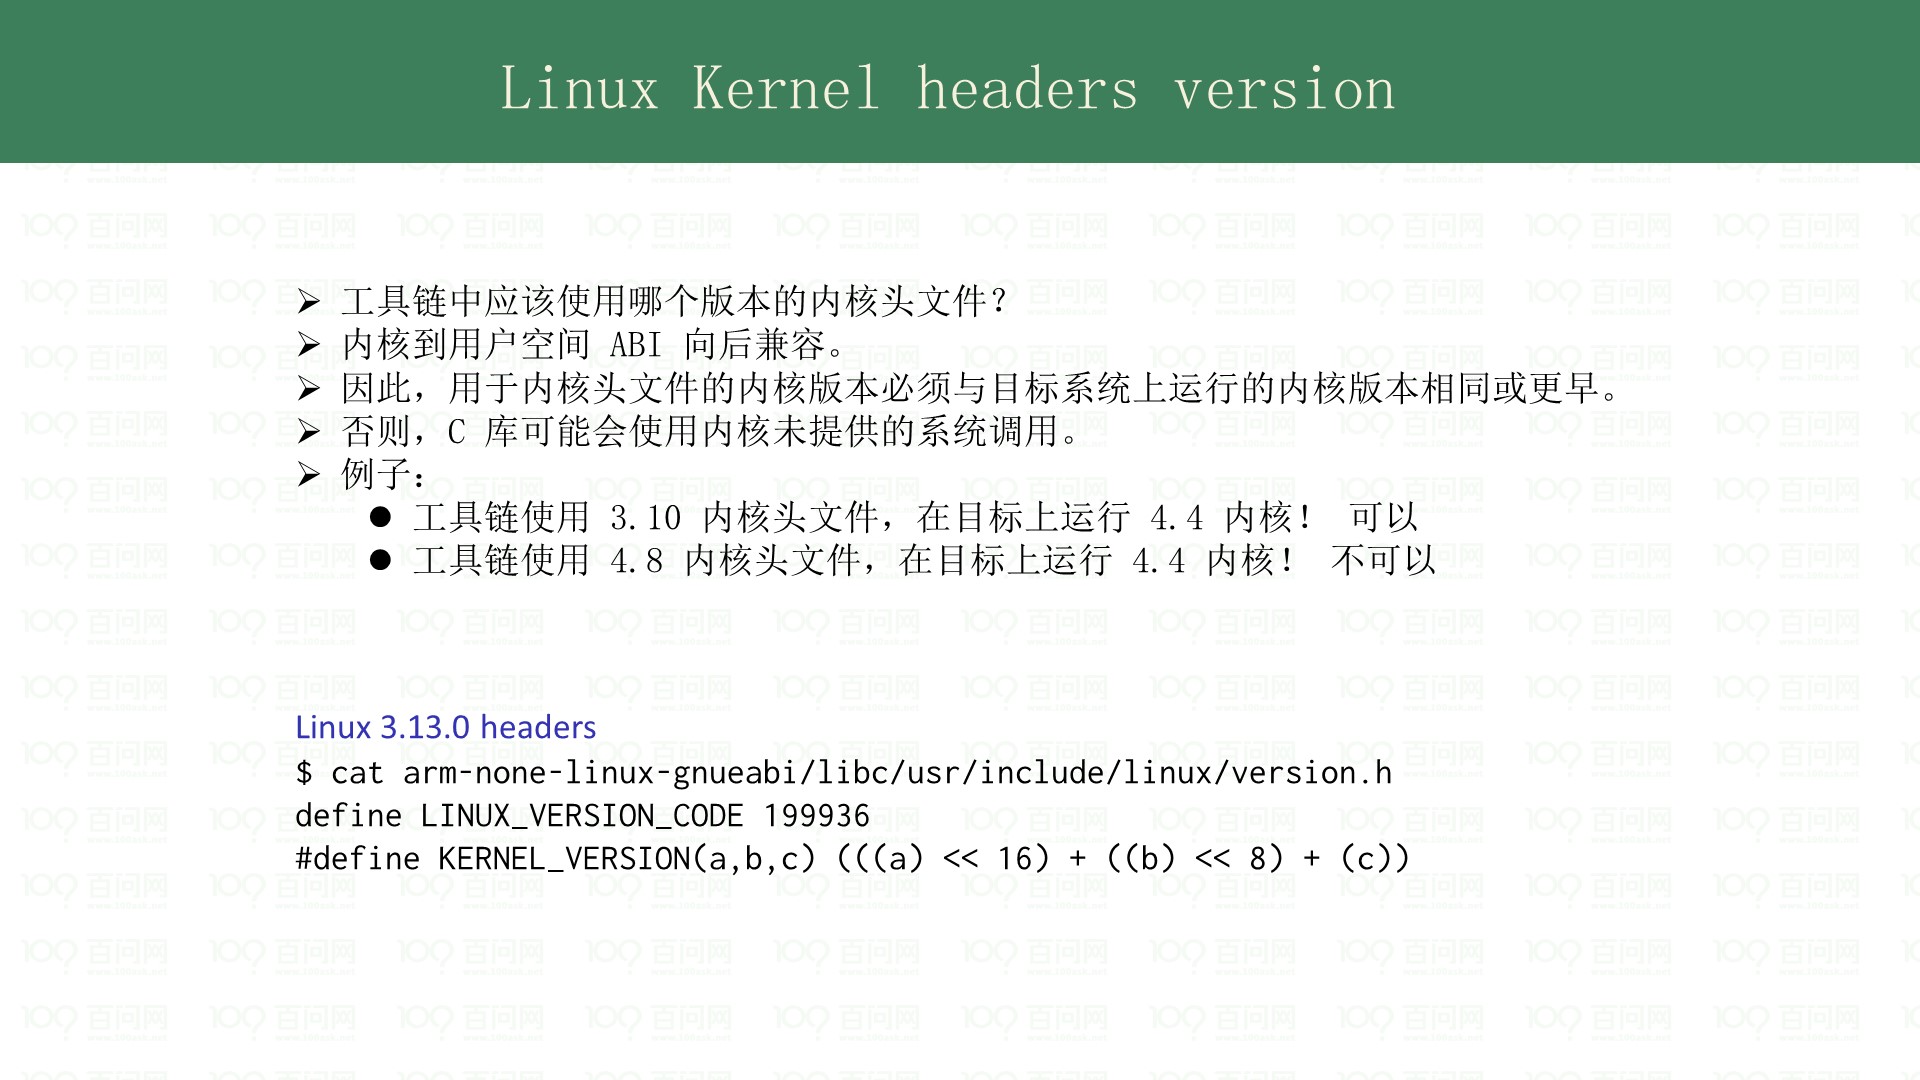 Linux Kernel headers version
➢ 工具链中应该使用哪个版本的内核头文件？
➢ 内核到用户空间 ABI 向后兼容。
➢ 因此，用于内核头文件的内核版本必须与目标系统上运行的内核版本相同或更早。
➢ 否则，C 库可能会使用内核未提供的系统调用。
➢ 例子：
● 工具链使用 3.10 内核头文件，在目标上运行 4.4 内核！ 可以
● 工具链使用 4.8 内核头文件，在目标上运行 4.4 内核！ 不可以
Linux 3.13.0 headers
$ cat arm-none-linux-gnueabi/libc/usr/include/linux/version.h
define LINUX_VERSION_CODE 199936
#define KERNEL_VERSION(a,b,c) (((a) << 16) + ((b) << 8) + (c))
百问网
www.100ask.net